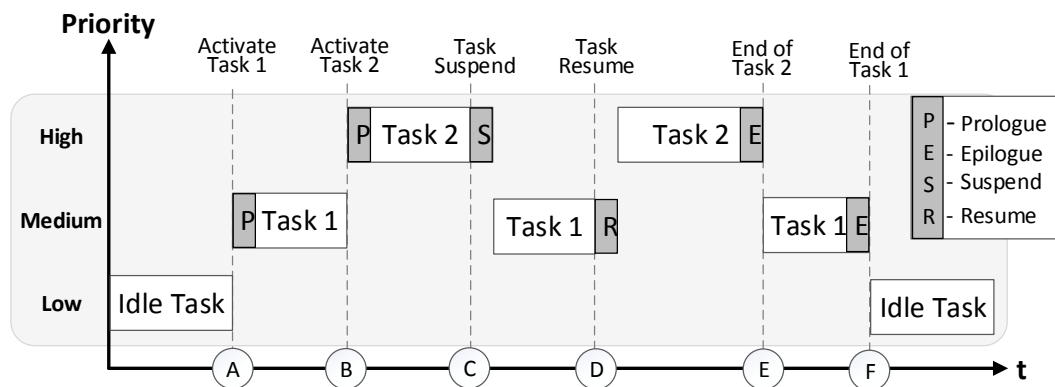 Priority
Activate
Task 1
Activate
Task 2
Task
Suspend
Task
Resume
End of
Task 2
End of
Task 1
High
P Task 2 S
Task 2 E
P - Prologue
E - Epilogue
S - Suspend
R - Resume
Medium
P Task 1
Task 1 R
Task 1 E
Low
Idle Task
Idle Task
A B C D E F t